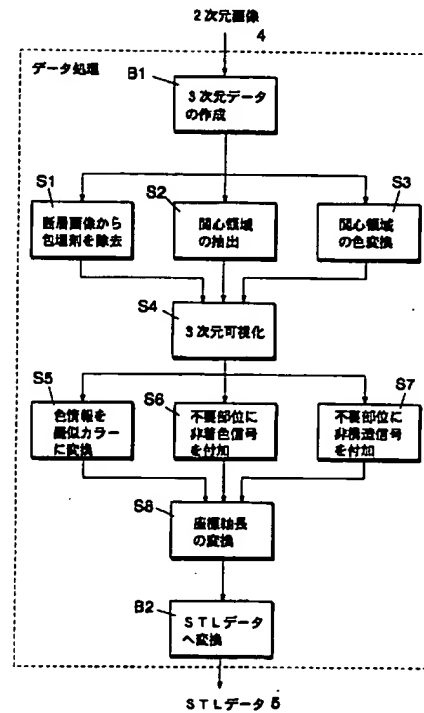 2次元画像
4
データ処理
B1
3次元データ
の作成
S1
断層画像から
包埋剤を除去
S2
関心領域
の抽出
S3
関心領域
の色変換
S4
3次元可視化
S5
色情報を
擬似カラー
に変換
S6
不要部位に
非着色信号
を付加
S7
不要部位に
非構造信号
を付加
S8
座標軸長
の変換
B2
STLデータ
へ変換
STLデータ 5